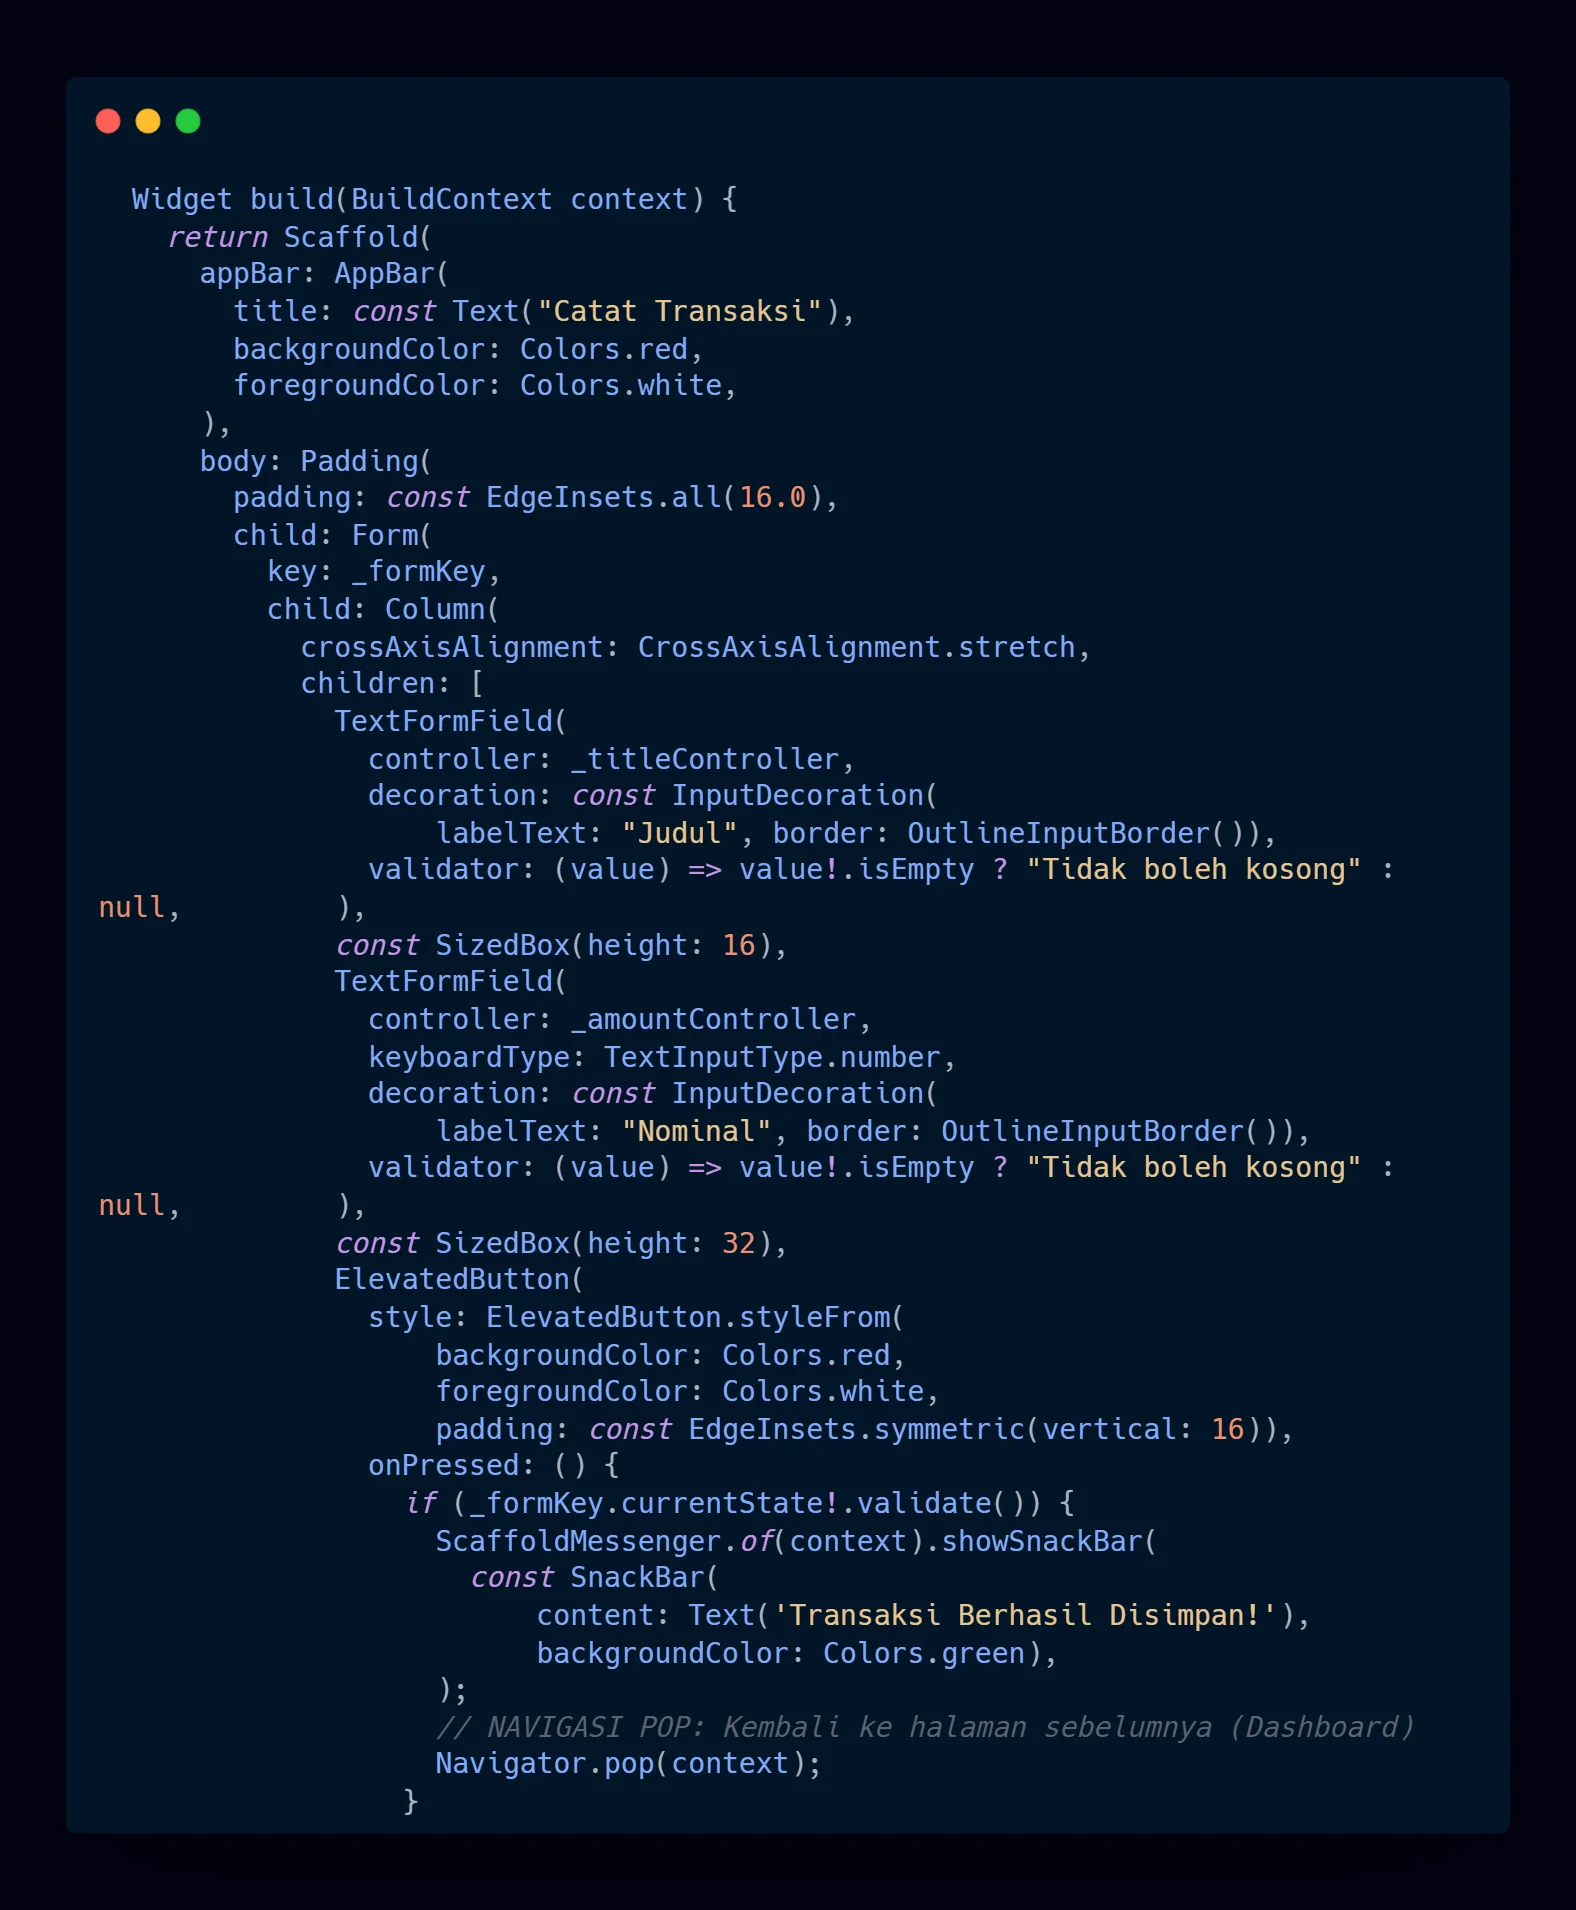 Widget build(BuildContext context) {
return Scaffold(
appBar: AppBar(
title: const Text("Catat Transaksi"),
backgroundColor: Colors.red,
foregroundColor: Colors.white,
),
body: Padding(
padding: const EdgeInsets.all(16.0),
child: Form(
key: _formKey,
child: Column(
crossAxisAlignment: CrossAxisAlignment.stretch,
children: [
TextFormField(
controller: _titleController,
decoration: const InputDecoration(
labelText: "Judul", border: OutlineInputBorder()),
validator: (value) => value!.isEmpty ? "Tidak boleh kosong" :
null, ),
const SizedBox(height: 16),
TextFormField(
controller: _amountController,
keyboardType: TextInputType.number,
decoration: const InputDecoration(
labelText: "Nominal", border: OutlineInputBorder()),
validator: (value) => value!.isEmpty ? "Tidak boleh kosong" :
null, ),
const SizedBox(height: 32),
ElevatedButton(
style: ElevatedButton.styleFrom(
backgroundColor: Colors.red,
foregroundColor: Colors.white,
padding: const EdgeInsets.symmetric(vertical: 16)),
onPressed: () {
if (_formKey.currentState!.validate()) {
ScaffoldMessenger.of(context).showSnackBar(
const SnackBar(
content: Text('Transaksi Berhasil Disimpan!'),
backgroundColor: Colors.green),
);
// NAVIGASI POP: Kembali ke halaman sebelumnya (Dashboard)
Navigator.pop(context);
}